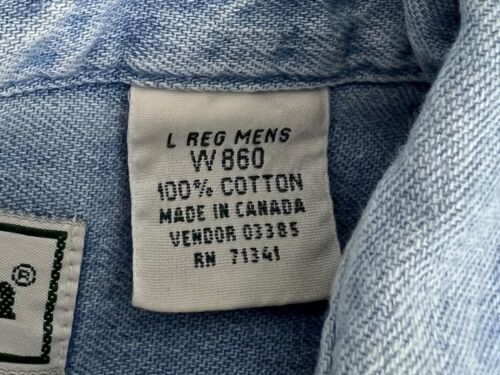 L REG MENS
W860
100% COTTON
MADE IN CANADA
VENDOR 03385
RN 71341
®